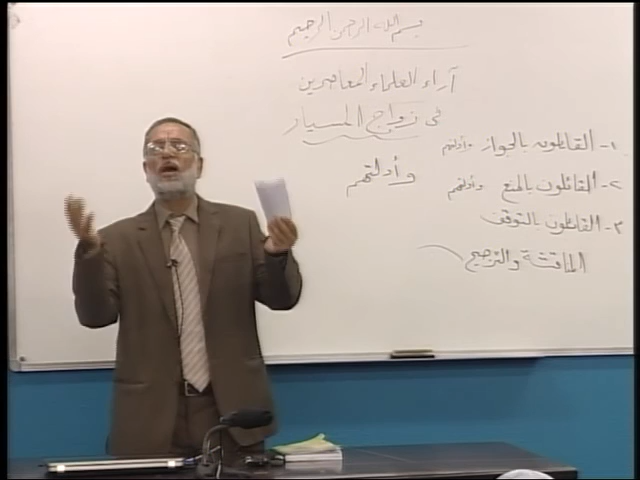 بسم الله الرحمن الرحيم
آراء العلماء المعاصرين
في زواج المسيار
وأدلتهم
١- القائلون بالجواز وأدلتهم
٢- القائلون بالمنع وأدلتهم
٣- القائلون بالتوقف
المناقشة والترجيح